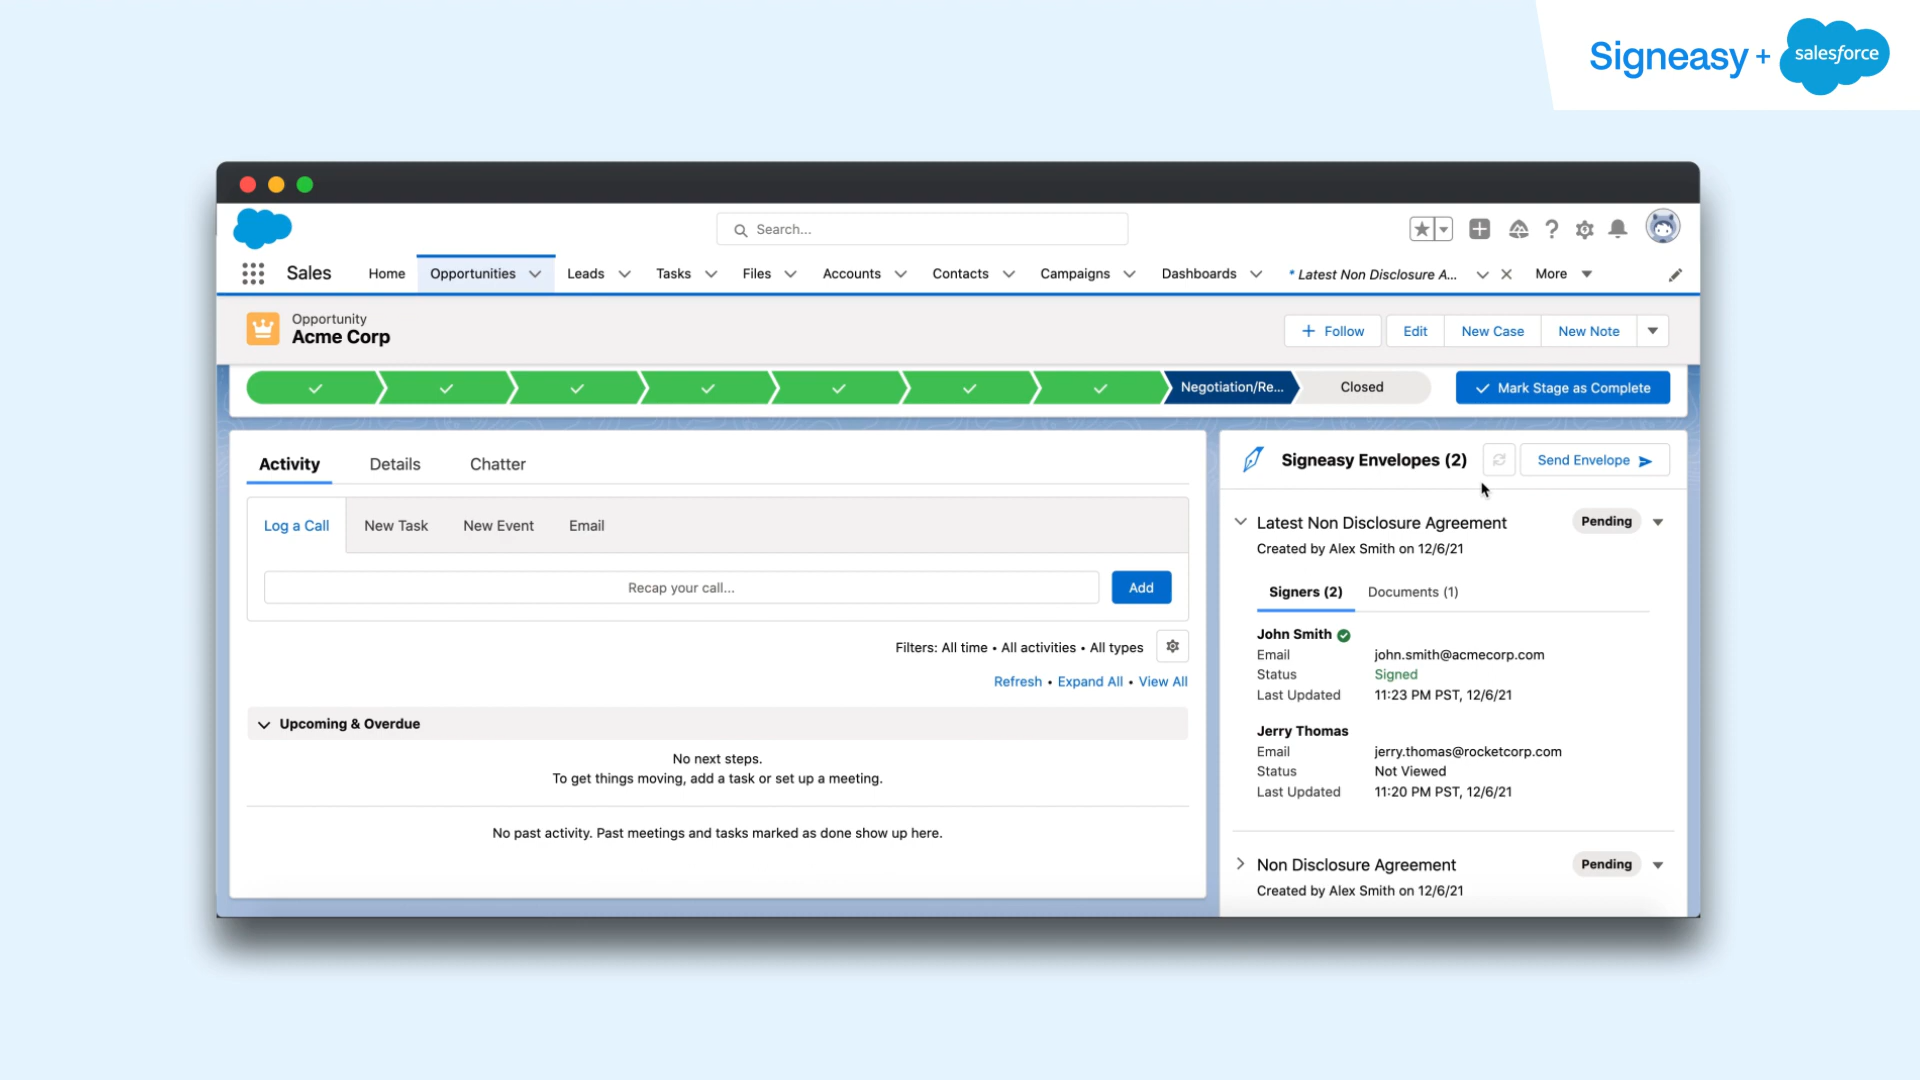 Signeasy + salesforce
Search...
Sales Home Opportunities Leads Tasks Files Accounts Contacts Campaigns Dashboards * Latest Non Disclosure A... More
Opportunity
Acme Corp
+ Follow Edit New Case New Note
Negotiation/Re... Closed Mark Stage as Complete
Activity Details Chatter
Log a Call New Task New Event Email
Recap your call... Add
Filters: All time • All activities • All types
Refresh • Expand All • View All
Upcoming & Overdue
No next steps.
To get things moving, add a task or set up a meeting.
No past activity. Past meetings and tasks marked as done show up here.
Signeasy Envelopes (2) Send Envelope
Latest Non Disclosure Agreement Pending
Created by Alex Smith on 12/6/21
Signers (2) Documents (1)
John Smith
Email john.smith@acmecorp.com
Status Signed
Last Updated 11:23 PM PST, 12/6/21
Jerry Thomas
Email jerry.thomas@rocketcorp.com
Status Not Viewed
Last Updated 11:20 PM PST, 12/6/21
Non Disclosure Agreement Pending
Created by Alex Smith on 12/6/21